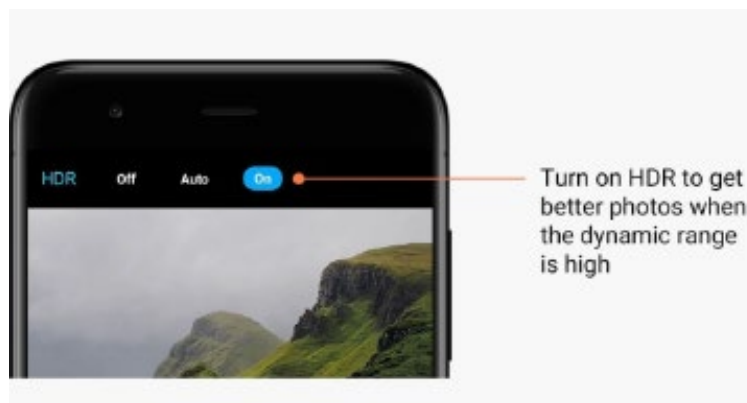 HDR Off Auto On
Turn on HDR to get
better photos when
the dynamic range
is high